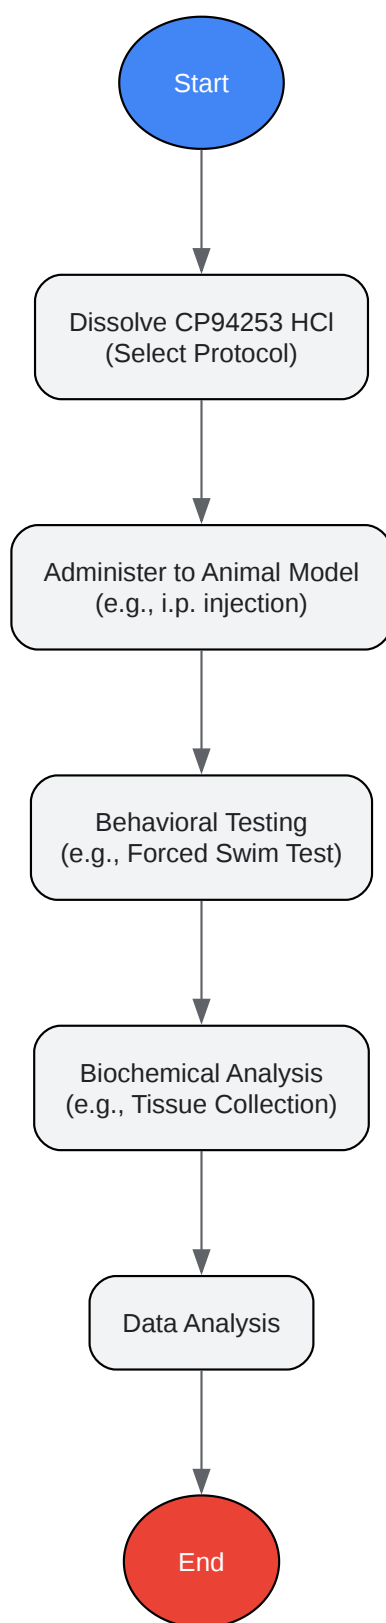 Start
Dissolve CP94253 HCl
(Select Protocol)
Administer to Animal Model
(e.g., i.p. injection)
Behavioral Testing
(e.g., Forced Swim Test)
Biochemical Analysis
(e.g., Tissue Collection)
Data Analysis
End